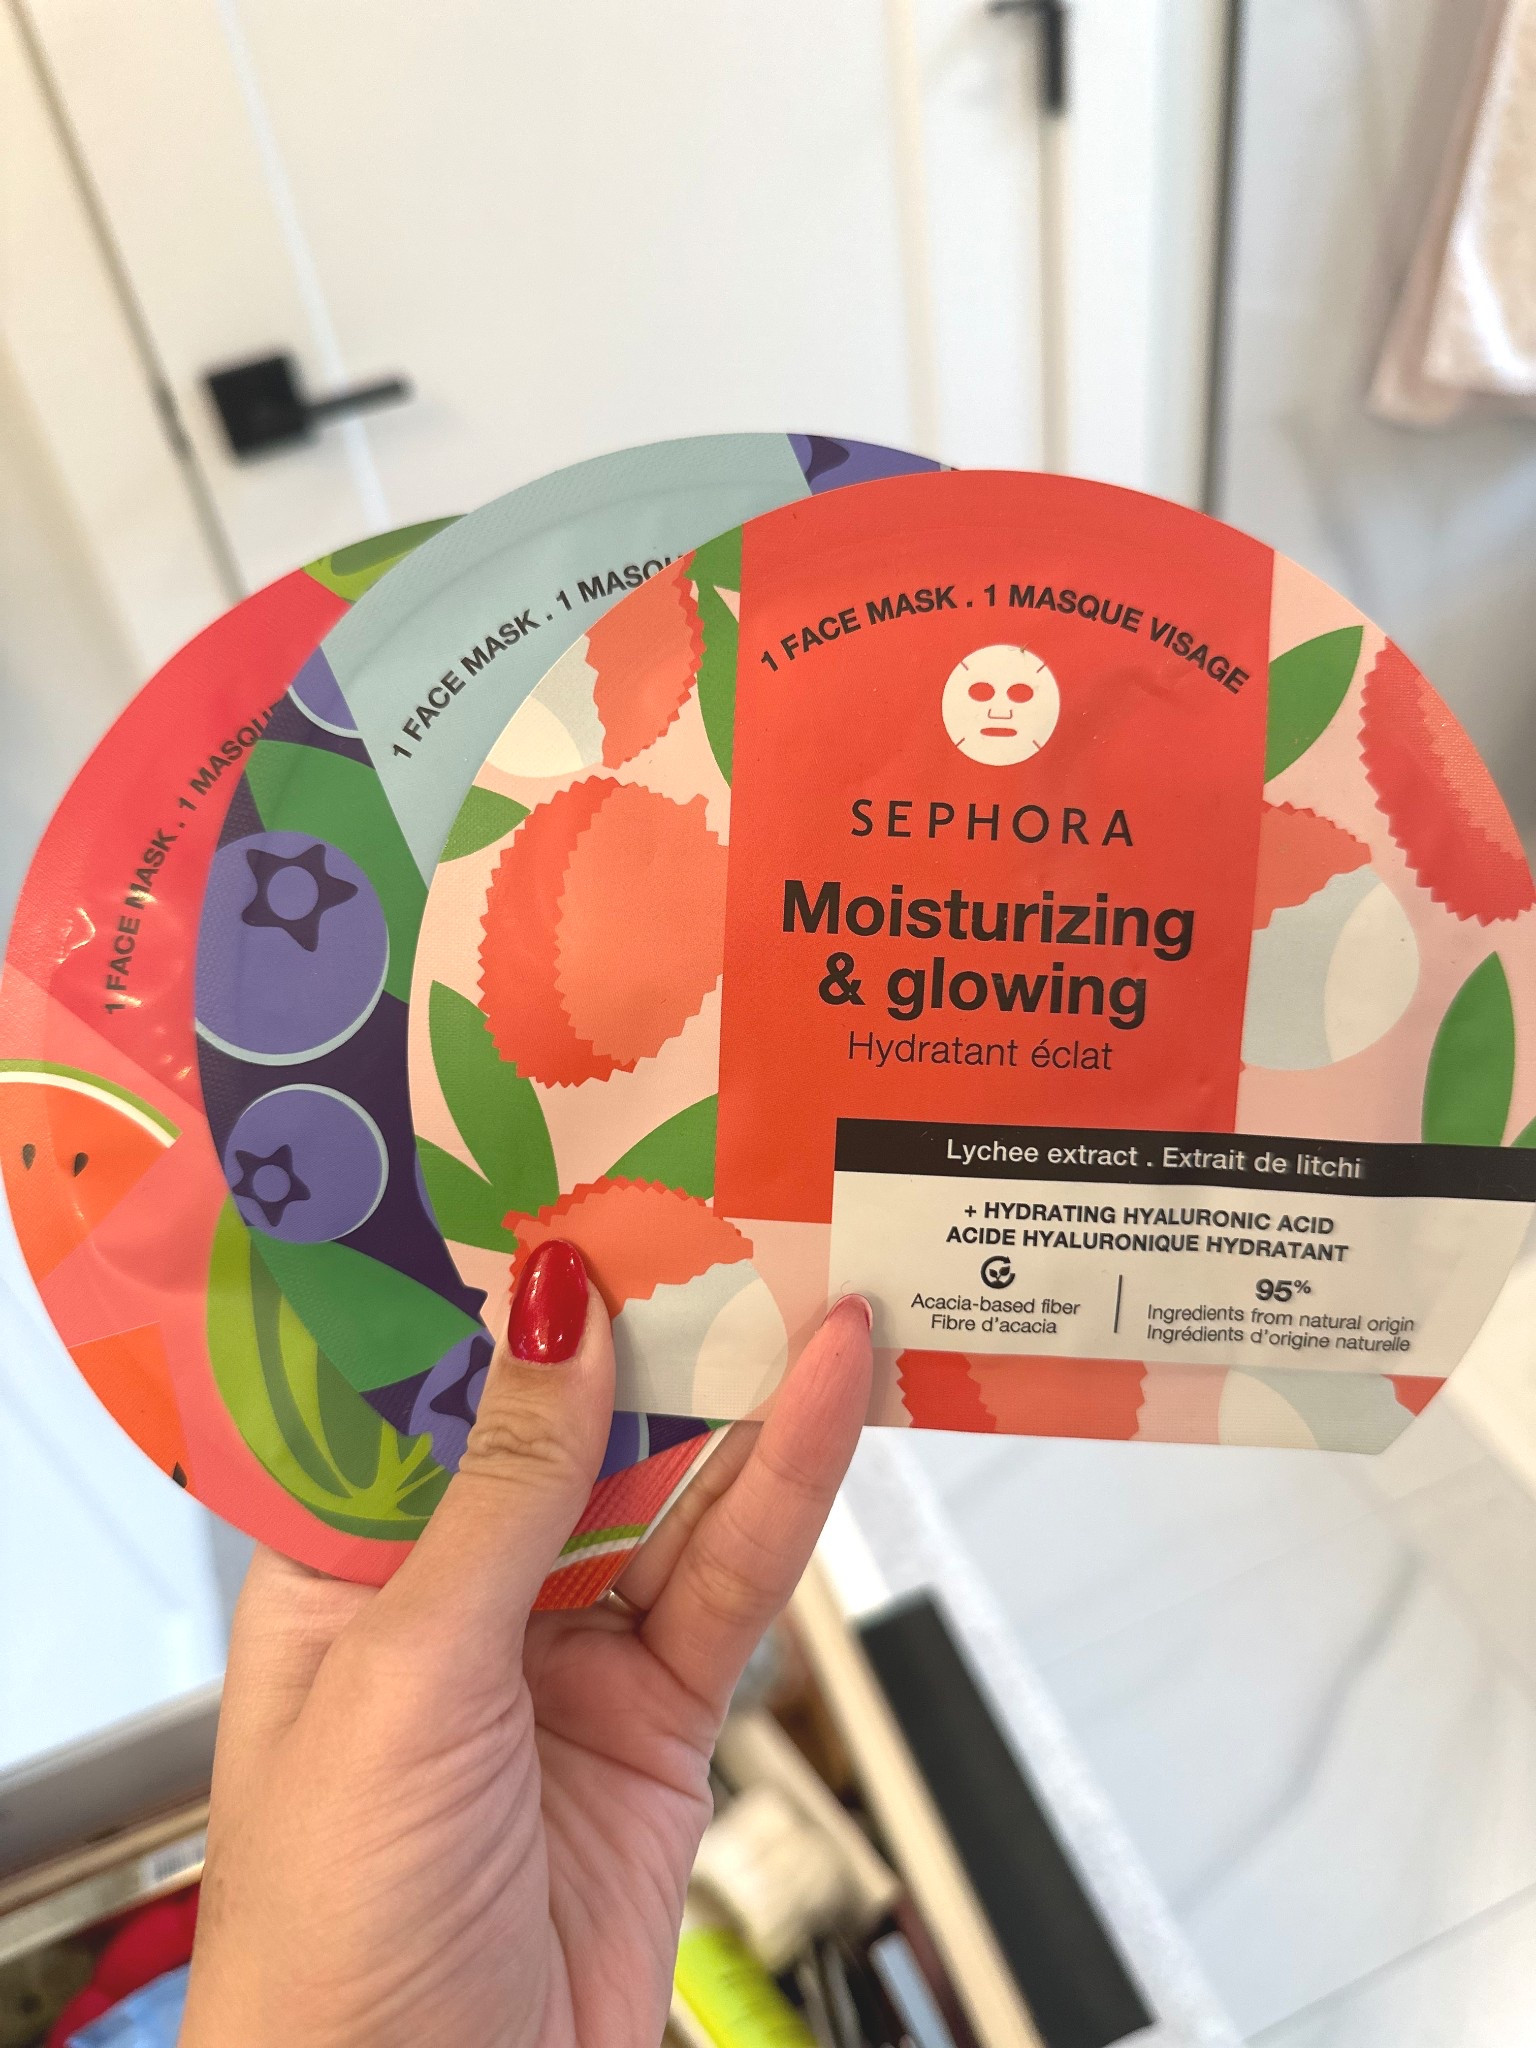 1 FACE MASK . 1 MASQU
1 FACE MASK . 1 MASQU
1 FACE MASK . 1 MASQUE VISAGE
SEPHORA
Moisturizing
& glowing
Hydratant éclat
Lychee extract . Extrait de litchi
+ HYDRATING HYALURONIC ACID
ACIDE HYALURONIQUE HYDRATANT
Acacia-based fiber
Fibre d'acacia
95%
Ingredients from natural origin
Ingrédients d'origine naturelle